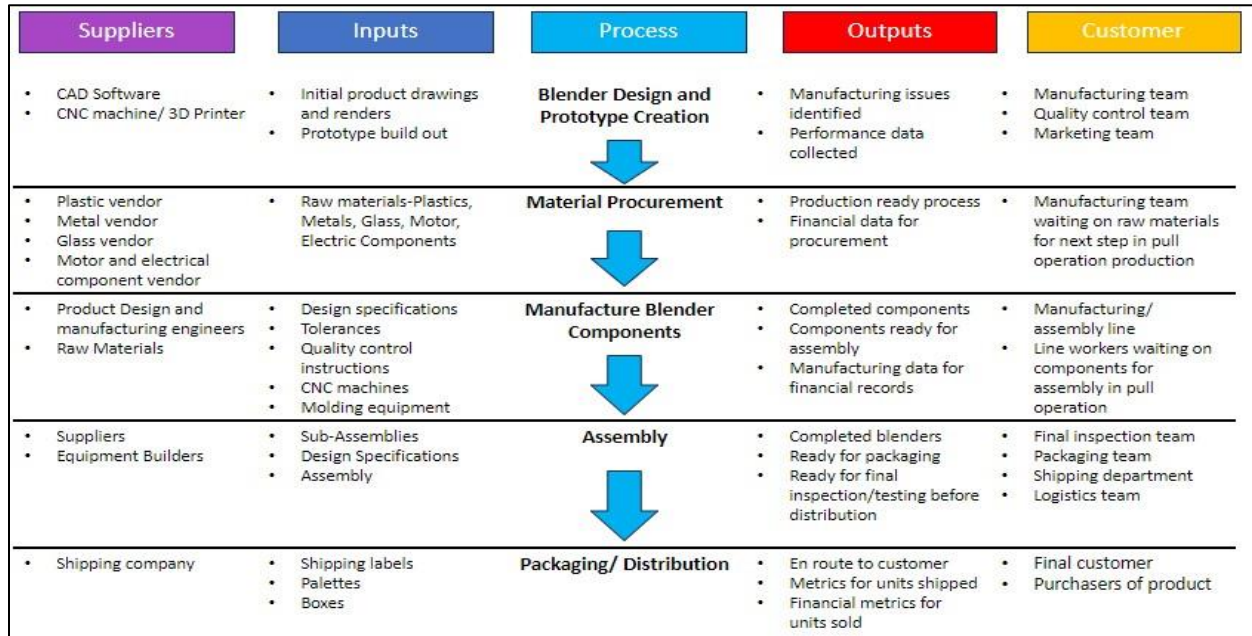 Suppliers
Inputs
Process
Outputs
Customer
• CAD Software
• CNC machine/ 3D Printer
• Initial product drawings
and renders
• Prototype build out
Blender Design and
Prototype Creation
• Manufacturing issues
identified
• Performance data
collected
• Manufacturing team
• Quality control team
• Marketing team
• Plastic vendor
• Metal vendor
• Glass vendor
• Motor and electrical
component vendor
• Raw materials-Plastics,
Metals, Glass, Motor,
Electric Components
Material Procurement
• Production ready process
• Financial data for
procurement
• Manufacturing team
waiting on raw materials
for next step in pull
operation production
• Product Design and
manufacturing engineers
• Raw Materials
• Design specifications
• Tolerances
• Quality control
instructions
• CNC machines
• Molding equipment
Manufacture Blender
Components
• Completed components
• Components ready for
assembly
• Manufacturing data for
financial records
• Manufacturing/
assembly line
• Line workers waiting on
components for
assembly in pull
operation
• Suppliers
• Equipment Builders
• Sub-Assemblies
• Design Specifications
• Assembly
Assembly
• Completed blenders
• Ready for packaging
• Ready for final
inspection/testing before
distribution
• Final inspection team
• Packaging team
• Shipping department
• Logistics team
• Shipping company
• Shipping labels
• Palettes
• Boxes
Packaging/ Distribution
• En route to customer
• Metrics for units shipped
• Financial metrics for
units sold
• Final customer
• Purchasers of product